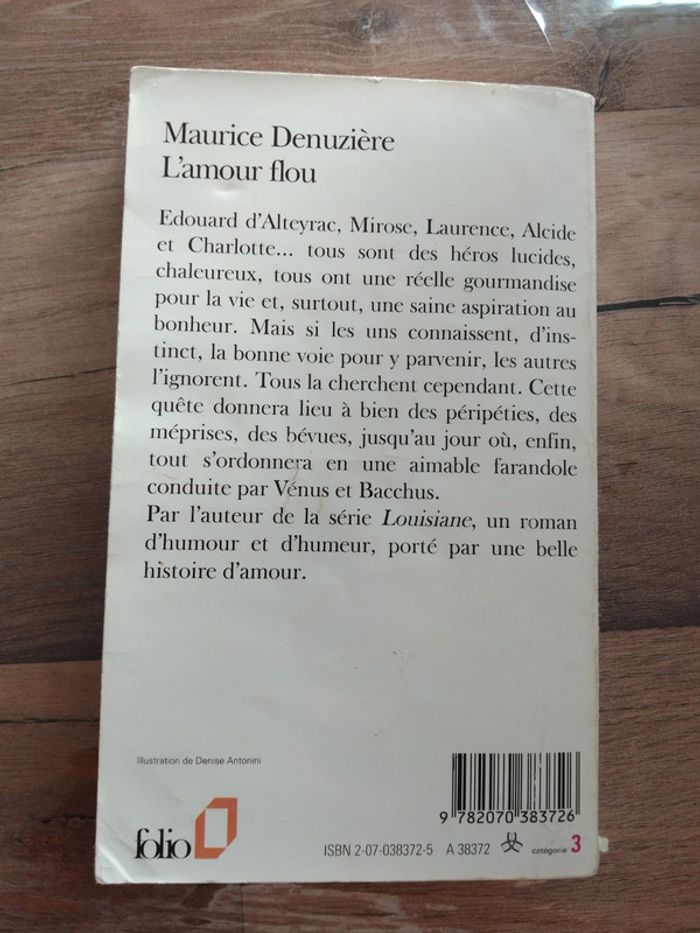 Maurice Denuzière
L'amour flou
Edouard d'Alteyrac, Mirose, Laurence, Alcide
et Charlotte... tous sont des héros lucides,
chaleureux, tous ont une réelle gourmandise
pour la vie et, surtout, une saine aspiration au
bonheur. Mais si les uns connaissent, d'ins-
tinct, la bonne voie pour y parvenir, les autres
l'ignorent. Tous la cherchent cependant. Cette
quête donnera lieu à bien des péripéties, des
méprises, des bévues, jusqu'au jour où, enfin,
tout s'ordonnera en une aimable farandole
conduite par Vénus et Bacchus.
Par l'auteur de la série Louisiane, un roman
d'humour et d'humeur, porté par une belle
histoire d'amour.
Illustration de Denise Antonini
9 782070 383726
folio
ISBN 2-07-038372-5 A 38372 catégorie 3